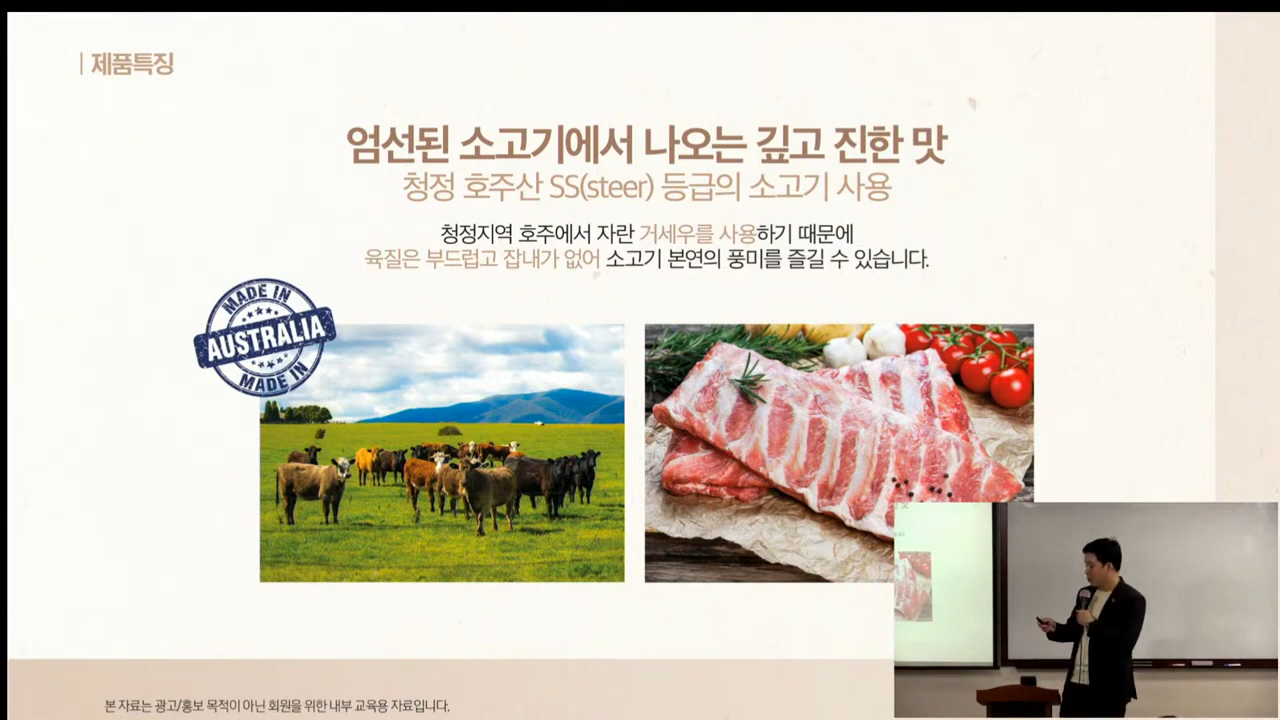 제품특징
엄선된 소고기에서 나오는 깊고 진한 맛
청정 호주산 SS(steer) 등급의 소고기 사용
청정지역 호주에서 자란 거세우를 사용하기 때문에
육질은 부드럽고 잡내가 없어 소고기 본연의 풍미를 즐길 수 있습니다.
MADE IN
AUSTRALIA
MADE IN
본 자료는 광고/홍보 목적이 아닌 회원을 위한 내부 교육용 자료입니다.